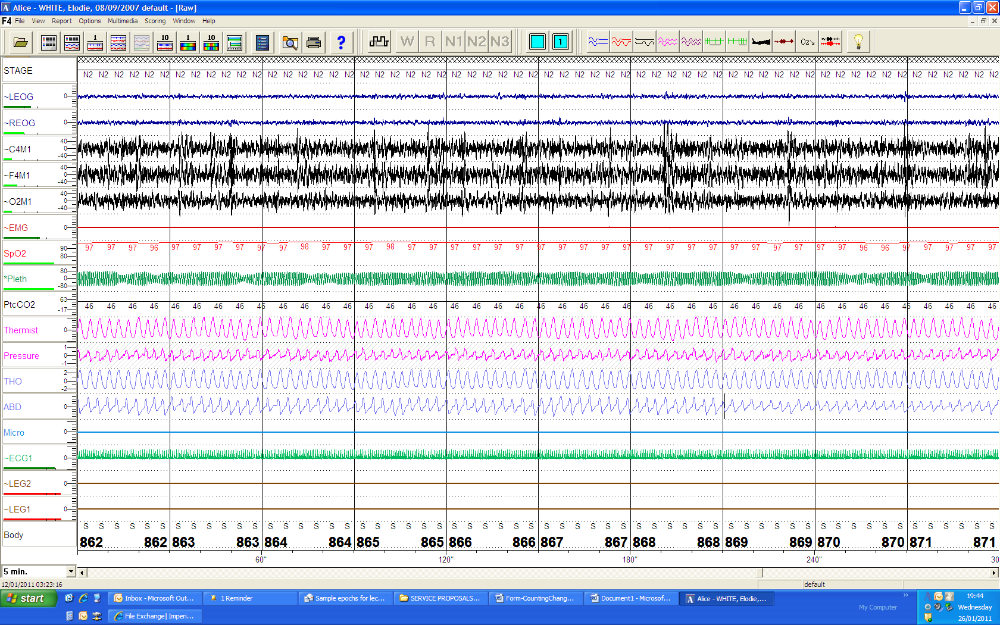 Alice - WHITE, Elodie, 08/09/2007 default - [Raw]
F4 File View Report Options Multimedia Scoring Window Help
1 10 1 10 ? W R N1 N2 N3 1 O2
STAGE N2 N2 N2 N2 N2 N2 N2 N2 N2 N2 N2 N2 N2 N2 N2 N2 N2 N2 N2 N2 N2 N2 N2 N2 N2 N2 N2 N2 N2 N2 N2 N2 N2 N2 N2 N2 N2 N2 N2 N2 N2 N2 N2 N2 N2 N2 N2 N2 N2 N2 N2 N2 N2 N2 N2 N2 N2 N2 N2 N2
~LEOG 0
~REOG 0
~C4M1 40 0 -40
~F4M1 40 0 -40
~O2M1 40 0 -40
~EMG 0
SpO2 90 80 97 97 97 96 97 97 97 97 97 97 98 97 97 97 98 97 97 97 97 97 97 97 97 97 97 97 97 97 97 97 97 97 97 97 97 97 96 96 97 97 97 97 97
*Pleth 80 0 -80
PtcCO2 63 -17 46 46 46 46 46 46 46 46 46 46 46 46 46 46 46 46 46 46 46 46 46 46 46 46 46 46 46 46 46 46 46 46 46 46 46 46 46 46 46 46 46 46 46
Thermist 0
Pressure 1 0 -1
THO 2 0 -2
ABD 0
Micro 0
~ECG1 0
~LEG2 0
~LEG1 0
Body S S S S S S S S S S S S S S S S S S S S S S S S S S S S S S S S S S S S S S S S S S S S S S S S S S S S S S S S S S S S
862 862 863 863 864 864 865 865 866 866 867 867 868 868 869 869 870 870 871 871
60" 120" 180" 240" 30
5 min.
12/01/2011 03:23:16 default
start Inbox - Microsoft Out... 1 Reminder Sample epochs for lec... SERVICE PROPOSALS... Form-CountingChang... Document1 - Microsof... Alice - WHITE, Elodie,... 19:44
My Computer Wednesday
File Exchange| Imperi... 26/01/2011